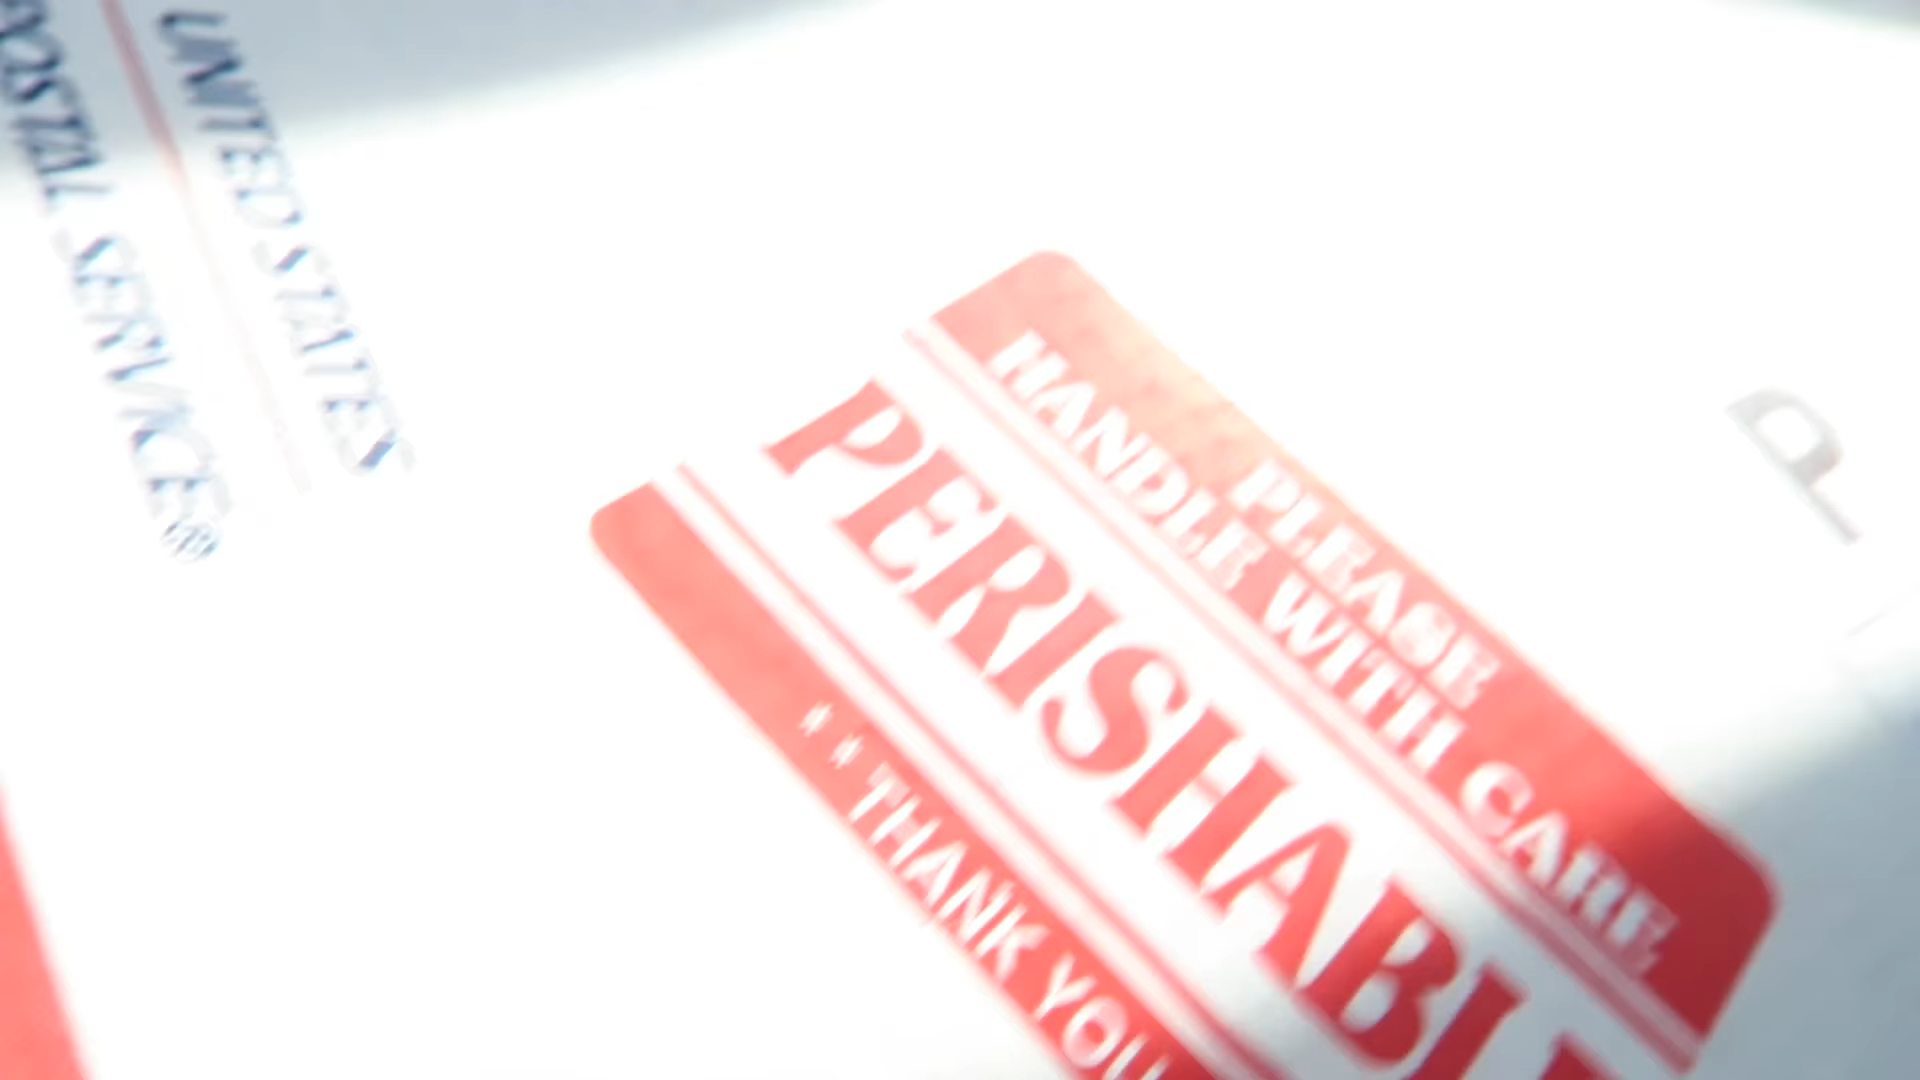 UNITED STATES
POSTAL SERVICE®
PLEASE
HANDLE WITH CARE
PERISHABL
** THANK YOU
P